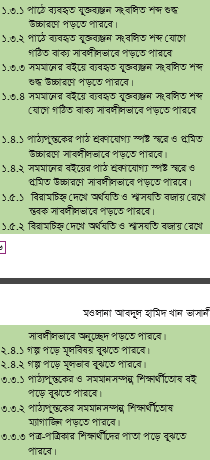 ১.৩.১ পাঠে ব্যবহৃত যুক্তব্যঞ্জন সংবলিত শব্দ শুদ্ধ
উচ্চারণে পড়তে পারবে।
১.৩.২ পাঠে ব্যবহৃত যুক্তব্যঞ্জন সংবলিত শব্দ যোগে
গঠিত বাক্য সাবলীলভাবে পড়তে পারবে
১.৩.৩ সমমানের বইয়ে ব্যবহৃত যুক্তব্যঞ্জন সংবলিত শব্দ
শুদ্ধ উচ্চারণে পড়তে পারবে।
১.৩.৪ সমমানের বইয়ে ব্যবহৃত যুক্তব্যঞ্জন সংবলিত শব্দ
যোগে গঠিত বাক্য সাবলীলভাবে পড়তে পারবে
১.৪.১ পাঠ্যপুস্তকের পাঠ শ্রবণযোগ্য স্পষ্ট স্বরে ও প্রমিত
উচ্চারণে সাবলীলভাবে পড়তে পারবে।
১.৪.২ সমমানের বইয়ের পাঠ শ্রবণযোগ্য স্পষ্ট স্বরে ও
প্রমিত উচ্চারণে সাবলীলভাবে পড়তে পারবে।
১.৫.১ বিরামচিহ্ন দেখে অর্থযতি ও শ্বাসযতি বজায় রেখে
স্তবক সাবলীলভাবে পড়তে পারবে।
১.৫.২ বিরামচিহ্ন দেখে অর্থযতি ও শ্বাসযতি বজায় রেখে
মওলানা আবদুল হামিদ খান ভাসানী
সাবলীলভাবে অনুচ্ছেদ পড়তে পারবে।
২.৪.১ গল্প পড়ে মূলবিষয় বুঝতে পারবে।
২.৪.২ গল্প পড়ে মূলভাব বুঝতে পারবে।
৩.৩.১ পাঠ্যপুস্তকের ও সমমানসম্পন্ন শিক্ষার্থীতোষ বই
পড়ে বুঝতে পারবে।
৩.৩.২ পাঠ্যপুস্তকের সমমানসম্পন্ন শিক্ষার্থীতোষ
ম্যাগাজিন পড়তে পারবে।
৩.৩.৩ পত্র-পত্রিকার শিক্ষার্থীদের পাতা পড়ে বুঝতে
পারবে।